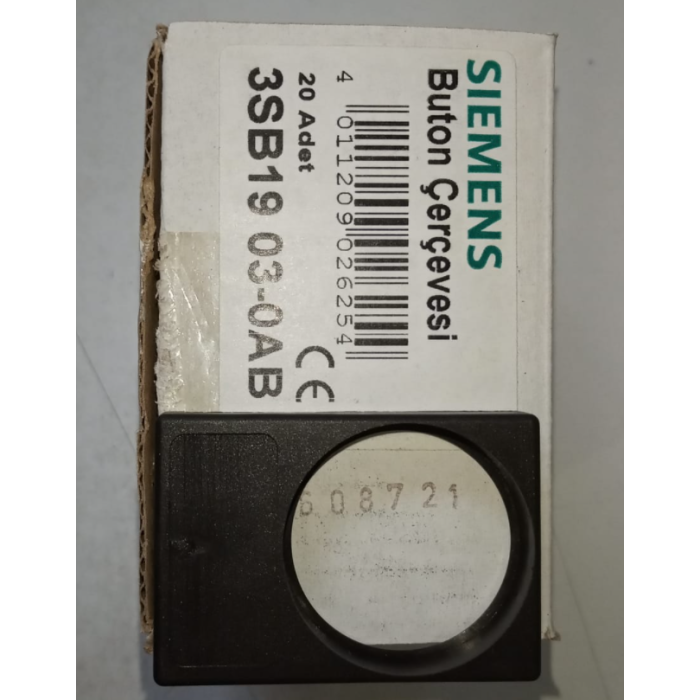 SIEMENS
Buton Çerçevesi
4 011209 026254
20 Adet
3SB19 03-0AB
CE
608721